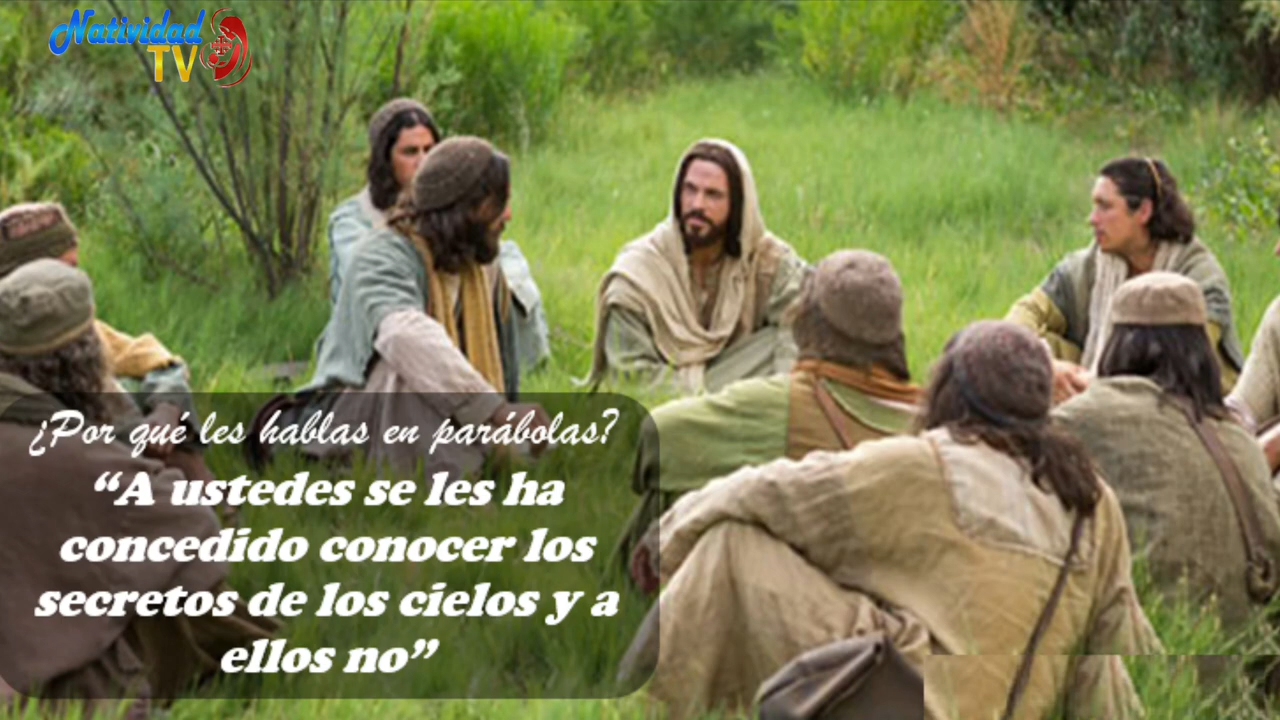 Natividad
TV
¿Por qué les hablas en parábolas?
“A ustedes se les ha
concedido conocer los
secretos de los cielos y a
ellos no”